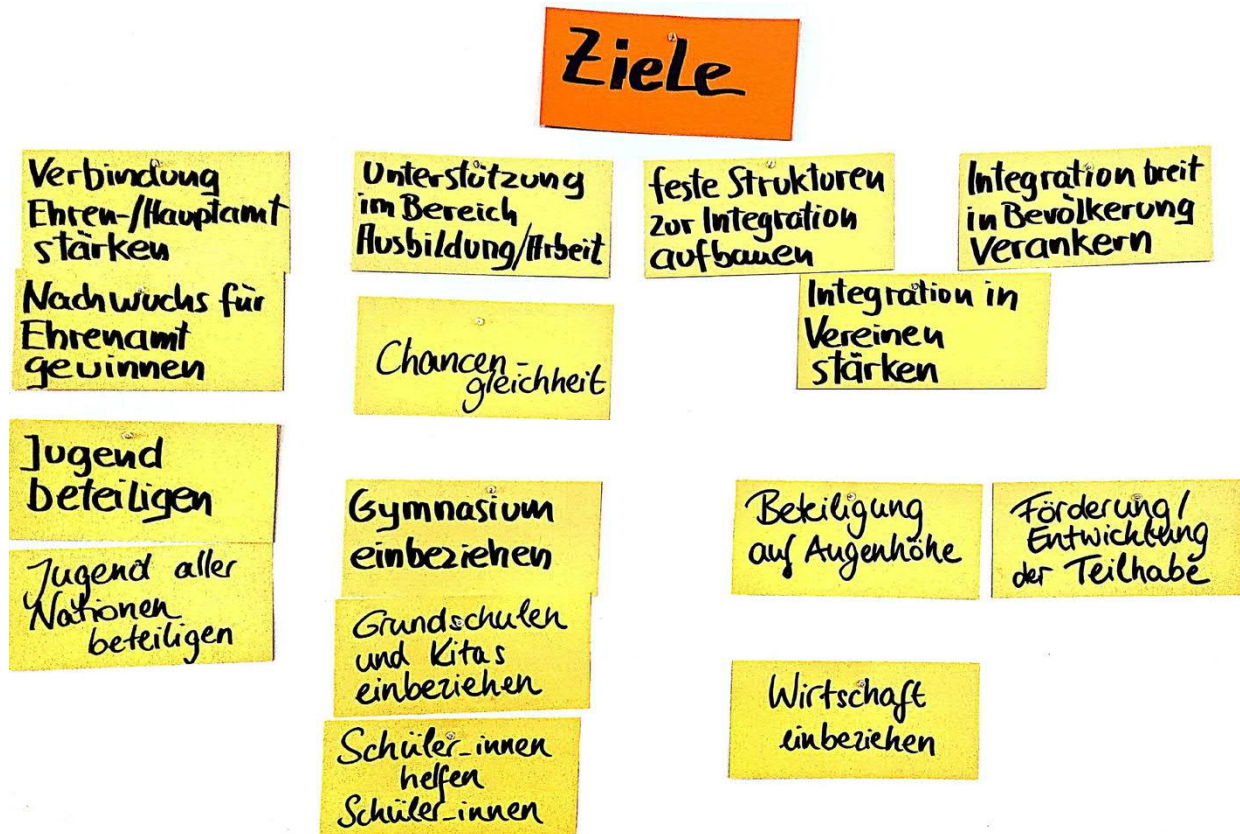 Ziele
Verbindung
Ehren-/Hauptamt
stärken
Nachwuchs für
Ehrenamt
gewinnen
Jugend
beteiligen
Jugend aller
Nationen
beteiligen
Unterstützung
im Bereich
Ausbildung/Arbeit
Chancen-
gleichheit
Gymnasium
einbeziehen
Grundschulen
und Kitas
einbeziehen
Schüler_innen
helfen
Schüler_innen
feste Strukturen
zur Integration
aufbauen
Integration breit
in Bevölkerung
verankern
Integration in
Vereinen
stärken
Beteiligung
auf Augenhöhe
Förderung/
Entwicklung
der Teilhabe
Wirtschaft
einbeziehen